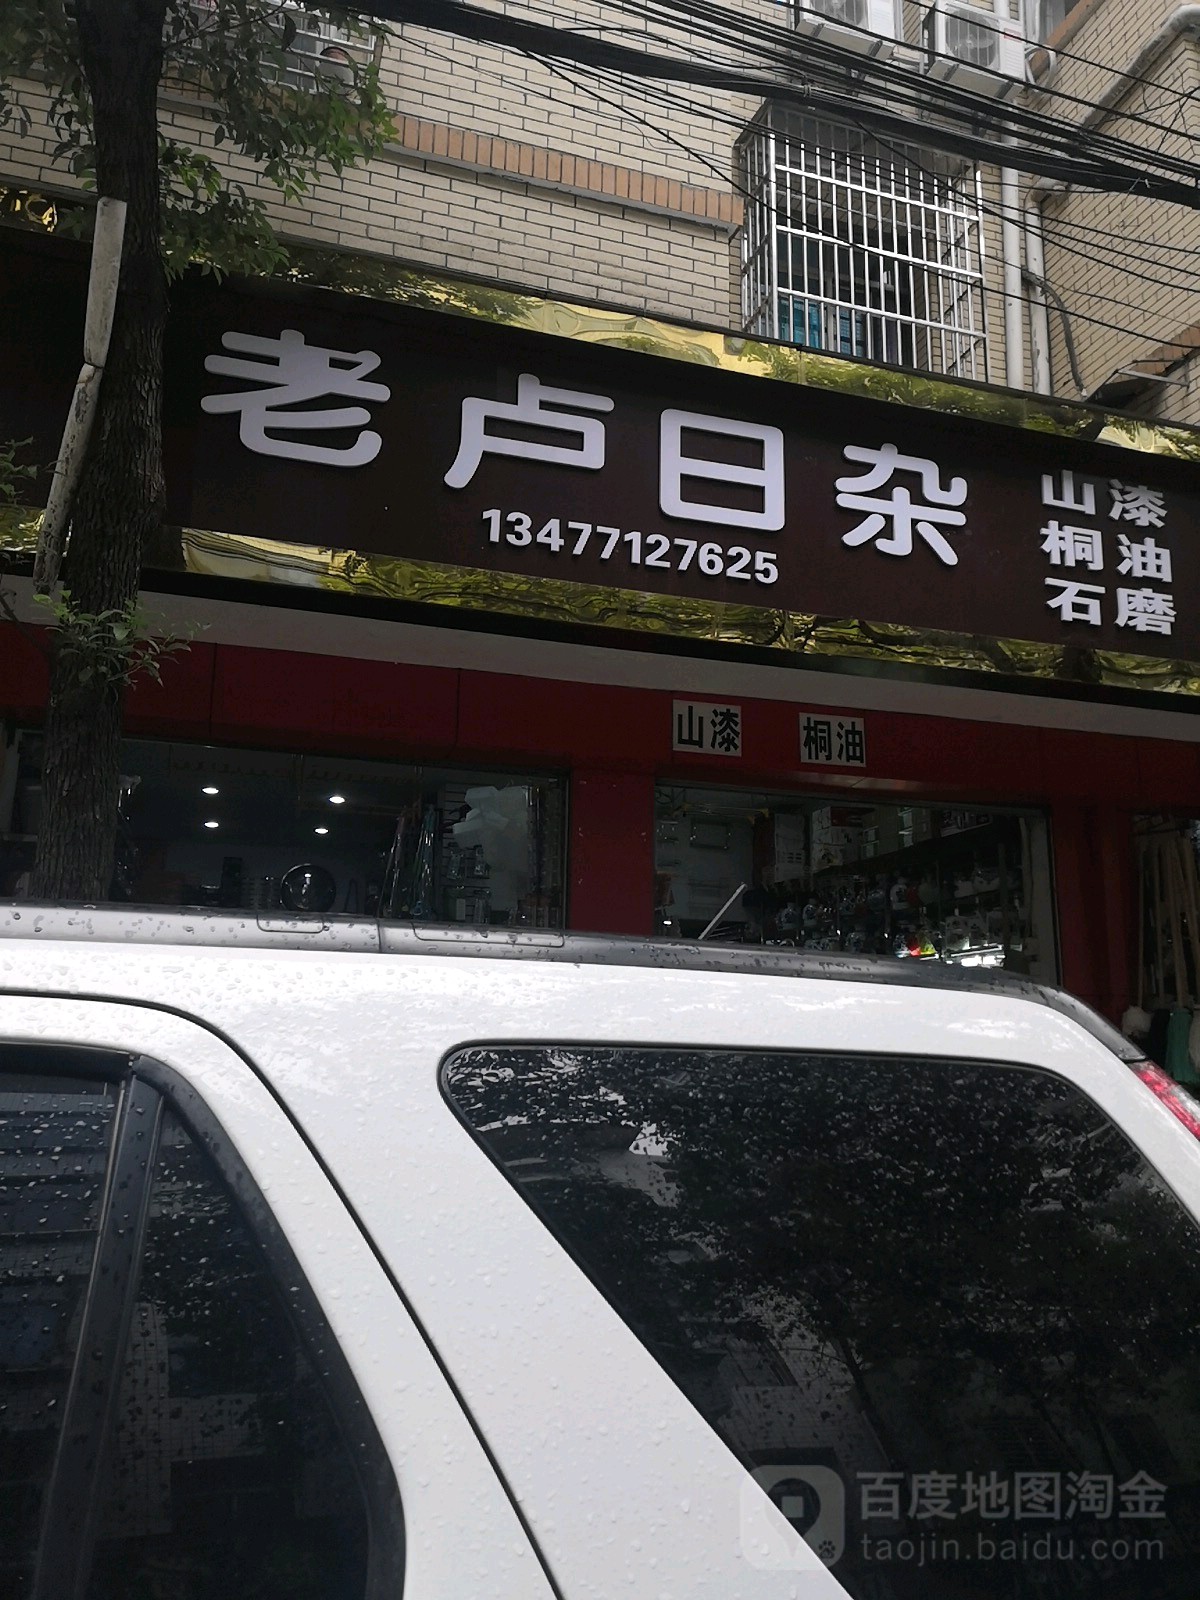 老卢日杂
13477127625
山漆
桐油
石磨
山漆 桐油
百度地图淘金
taojin.baidu.com